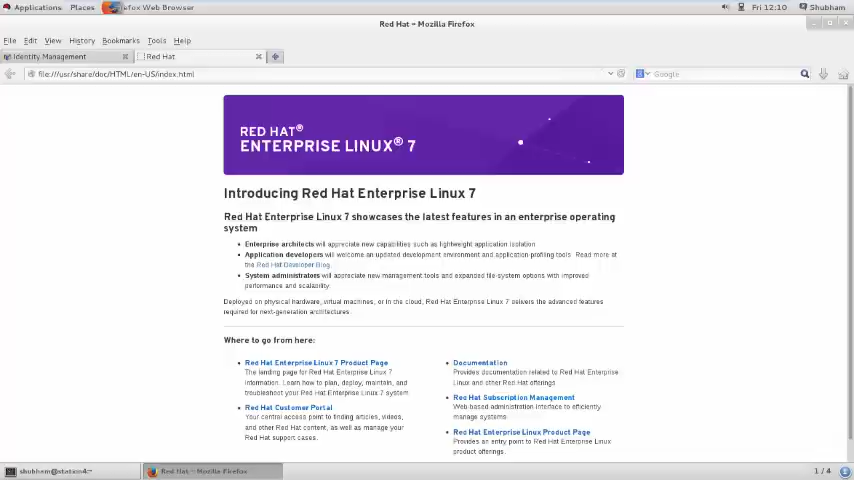 Applications Places Firefox Web Browser Fri 12:10 Shubham
Red Hat - Mozilla Firefox
File Edit View History Bookmarks Tools Help
Identity Management Red Hat
file:///usr/share/doc/HTML/en-US/index.html Google
RED HAT®
ENTERPRISE LINUX® 7
Introducing Red Hat Enterprise Linux 7
Red Hat Enterprise Linux 7 showcases the latest features in an enterprise operating
system
Enterprise architects will appreciate new capabilities such as lightweight application isolation
Application developers will welcome an updated development environment and application-profiling tools. Read more at
the Red Hat Developer Blog.
System administrators will appreciate new management tools and expanded file-system options with improved
performance and scalability.
Deployed on physical hardware, virtual machines, or in the cloud, Red Hat Enterprise Linux 7 delivers the advanced features
required for next-generation architectures.
Where to go from here:
Red Hat Enterprise Linux 7 Product Page
The landing page for Red Hat Enterprise Linux 7
information. Learn how to plan, deploy, maintain, and
troubleshoot your Red Hat Enterprise Linux 7 system
Red Hat Customer Portal
Your central access point to finding articles, videos,
and other Red Hat content, as well as manage your
Red Hat support cases.
Documentation
Provides documentation related to Red Hat Enterprise
Linux and other Red Hat offerings
Red Hat Subscription Management
Web-based administration interface to efficiently
manage systems.
Red Hat Enterprise Linux Product Page
Provides an entry point to Red Hat Enterprise Linux
product offerings.
Red Hat - Mozilla Firefox 1 / 4